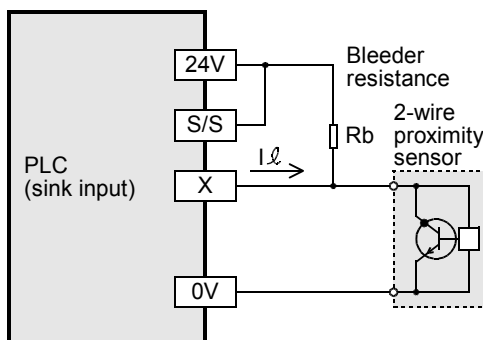 24V
Bleeder
resistance
S/S
2-wire
proximity
sensor
Rb
PLC
(sink input)
Iℓ
X
0V